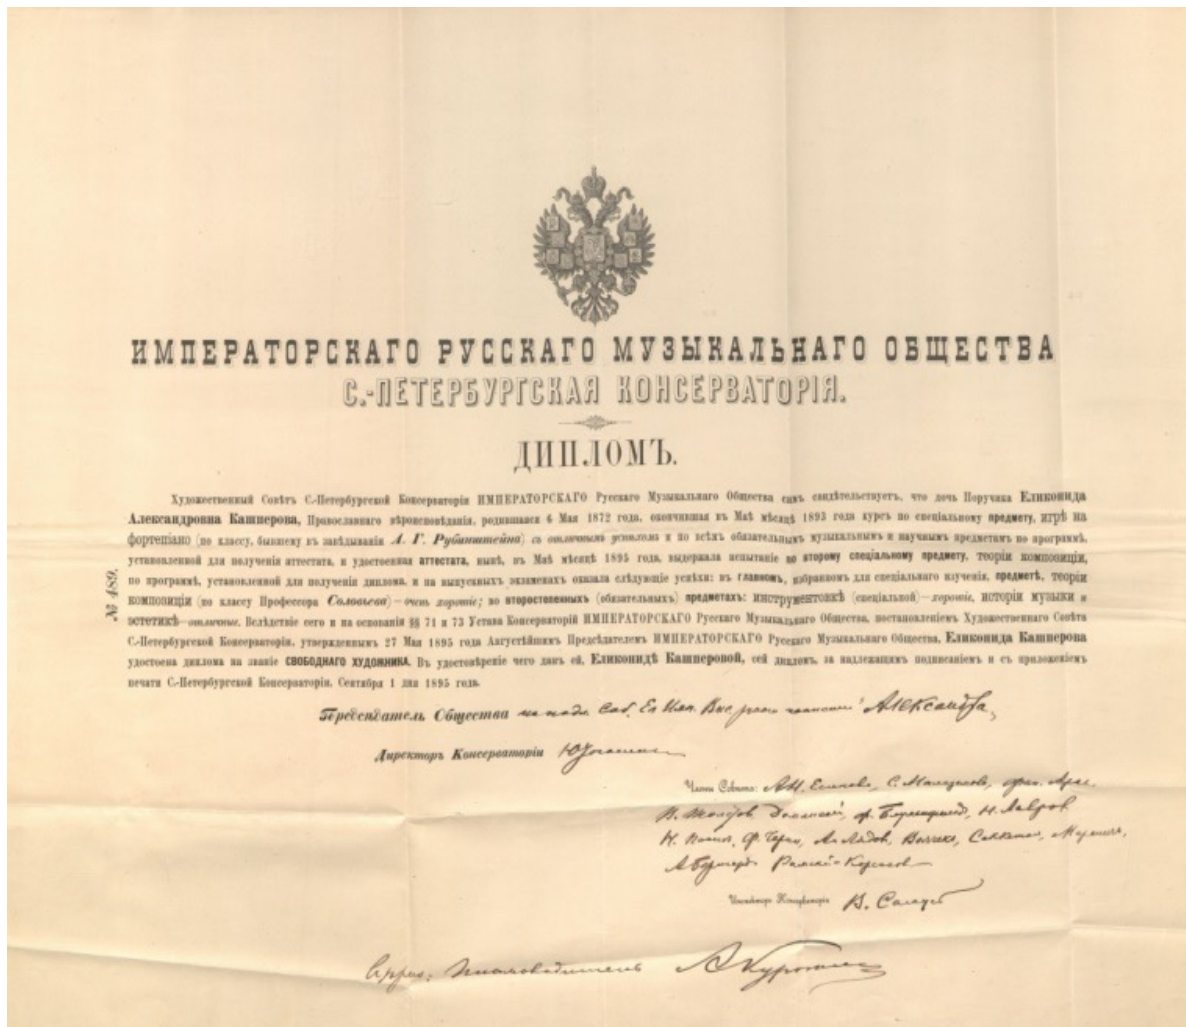 ИМПЕРАТОРСКАГО РУССКАГО МУЗЫКАЛЬНАГО ОБЩЕСТВА
С.-ПЕТЕРБУРГСКАЯ КОНСЕРВАТОРІЯ.
ДИПЛОМЪ.
Художественный Совѣтъ С.-Петербургской Консерваторіи ИМПЕРАТОРСКАГО Русскаго Музыкальнаго Общества симъ свидѣтельствуетъ, что дочь Поручика Еликонида
Александровна Кашперова, Православнаго вѣроисповѣданія, родившаяся 6 Мая 1872 года, окончившая въ Маѣ мѣсяцѣ 1893 года курсъ по спеціальному предмету, игрѣ на
фортепіано (по классу, бывшему въ завѣдываніи А. Г. Рубинштейна) съ отличнымъ успѣхомъ и по всѣмъ обязательнымъ музыкальнымъ и научнымъ предметамъ по программѣ,
установленной для полученія аттестата, и удостоенная аттестата, нынѣ, въ Маѣ мѣсяцѣ 1895 года, выдержала испытаніе по второму спеціальному предмету, теоріи композиціи,
по программѣ, установленной для полученія диплома, и на выпускныхъ экзаменахъ оказала слѣдующіе успѣхи: въ главномъ, избранномъ для спеціальнаго изученія, предметѣ, теоріи
композиціи (по классу Профессора Соловьева)—очень хорошіе; во второстепенныхъ (обязательныхъ) предметахъ: инструментовкѣ (спеціальной)—хорошіе, исторіи музыки и
эстетикѣ—отличные. Вслѣдствіе сего и на основаніи §§ 71 и 73 Устава Консерваторій ИМПЕРАТОРСКАГО Русскаго Музыкальнаго Общества, постановленіемъ Художественнаго Совѣта
С.-Петербургской Консерваторіи, утвержденнымъ 27 Мая 1895 года Августѣйшимъ Предсѣдателемъ ИМПЕРАТОРСКАГО Русскаго Музыкальнаго Общества, Еликонида Кашперова
удостоена диплома на званіе СВОБОДНАГО ХУДОЖНИКА. Въ удостовѣреніе чего данъ ей, Еликонидѣ Кашперовой, сей дипломъ, за надлежащимъ подписаніемъ и съ приложеніемъ
печати С.-Петербургской Консерваторіи. Сентября 1 дня 1895 года.
№ 489.
Предсѣдатель Общества Александра
Директоръ Консерваторіи
Члены Совѣта:
Н. Лавровъ
А. Лядов
Римский-Корсаков
Инспекторъ Консерваторіи